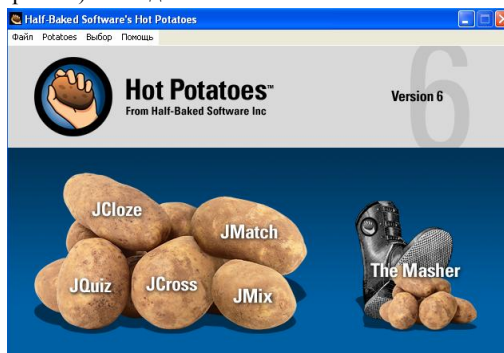 Half-Baked Software's Hot Potatoes
Файл Potatoes Выбор Помощь
Hot Potatoes™
From Half-Baked Software Inc
Version 6
6
JCloze
JMatch
JQuiz
JCross
JMix
The Masher